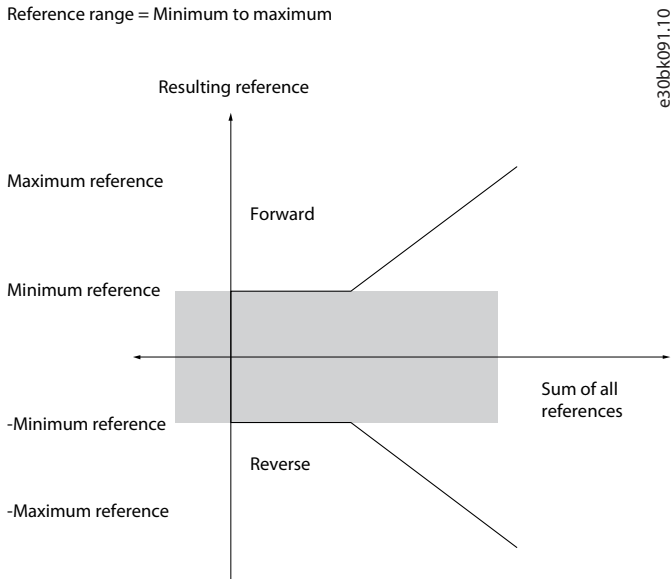 Reference range = Minimum to maximum
e30bk091.10
Resulting reference
Maximum reference
Forward
Minimum reference
Sum of all
references
-Minimum reference
Reverse
-Maximum reference